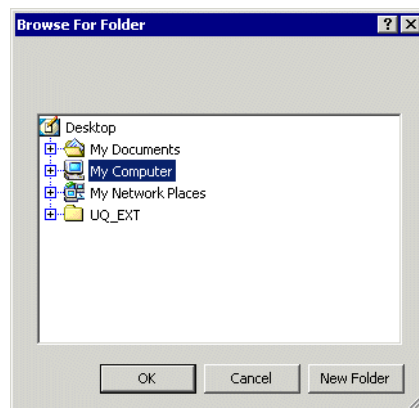 Browse For Folder
Desktop
My Documents
My Computer
My Network Places
UQ_EXT
OK Cancel New Folder